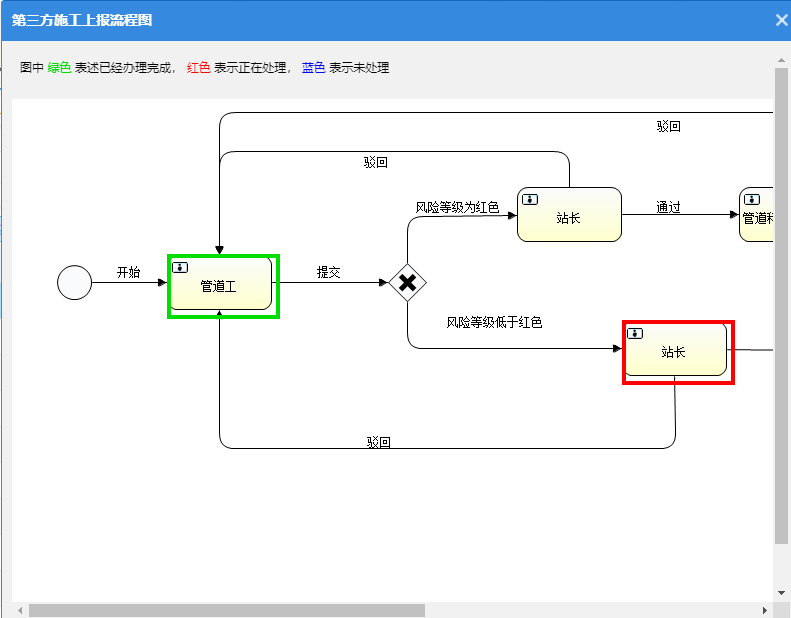 第三方施工上报流程图
图中 绿色 表述已经办理完成， 红色 表示正在处理， 蓝色 表示未处理
驳回
驳回
风险等级为红色
站长
通过
管道科
开始
管道工
提交
风险等级低于红色
站长
驳回